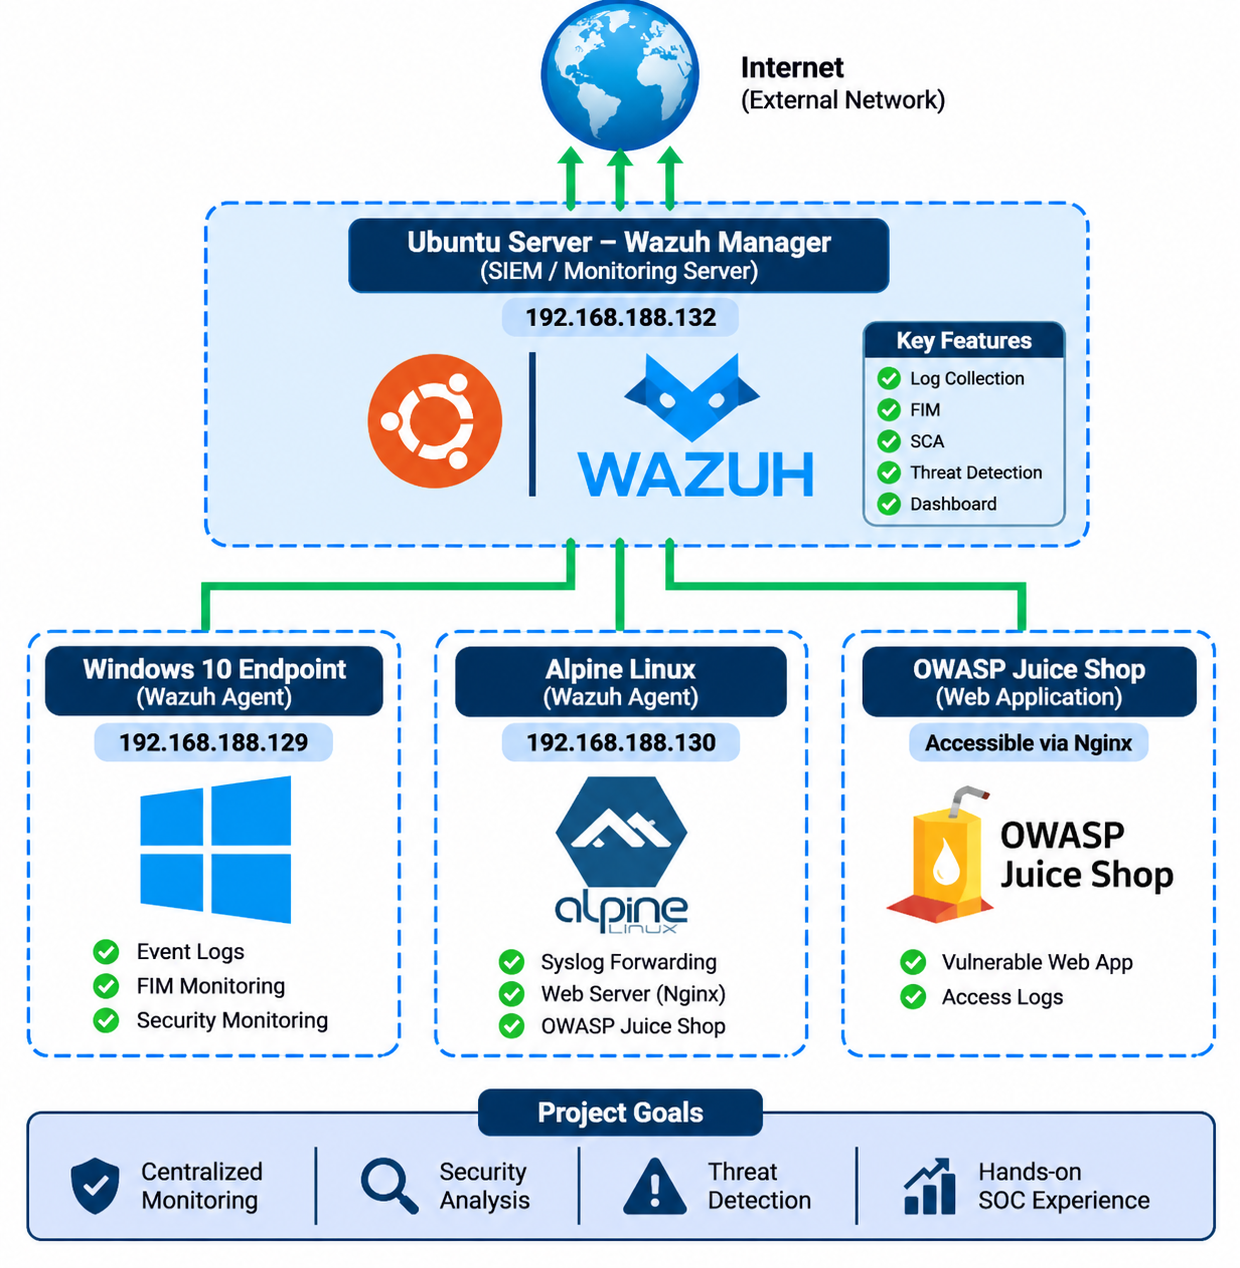 Internet
(External Network)
Ubuntu Server – Wazuh Manager
(SIEM / Monitoring Server)
192.168.188.132
WAZUH
Key Features
Log Collection
FIM
SCA
Threat Detection
Dashboard
Windows 10 Endpoint
(Wazuh Agent)
192.168.188.129
Event Logs
FIM Monitoring
Security Monitoring
Alpine Linux
(Wazuh Agent)
192.168.188.130
alpine
LINUX
Syslog Forwarding
Web Server (Nginx)
OWASP Juice Shop
OWASP Juice Shop
(Web Application)
Accessible via Nginx
OWASP
Juice Shop
Vulnerable Web App
Access Logs
Project Goals
Centralized
Monitoring
Security
Analysis
Threat
Detection
Hands-on
SOC Experience